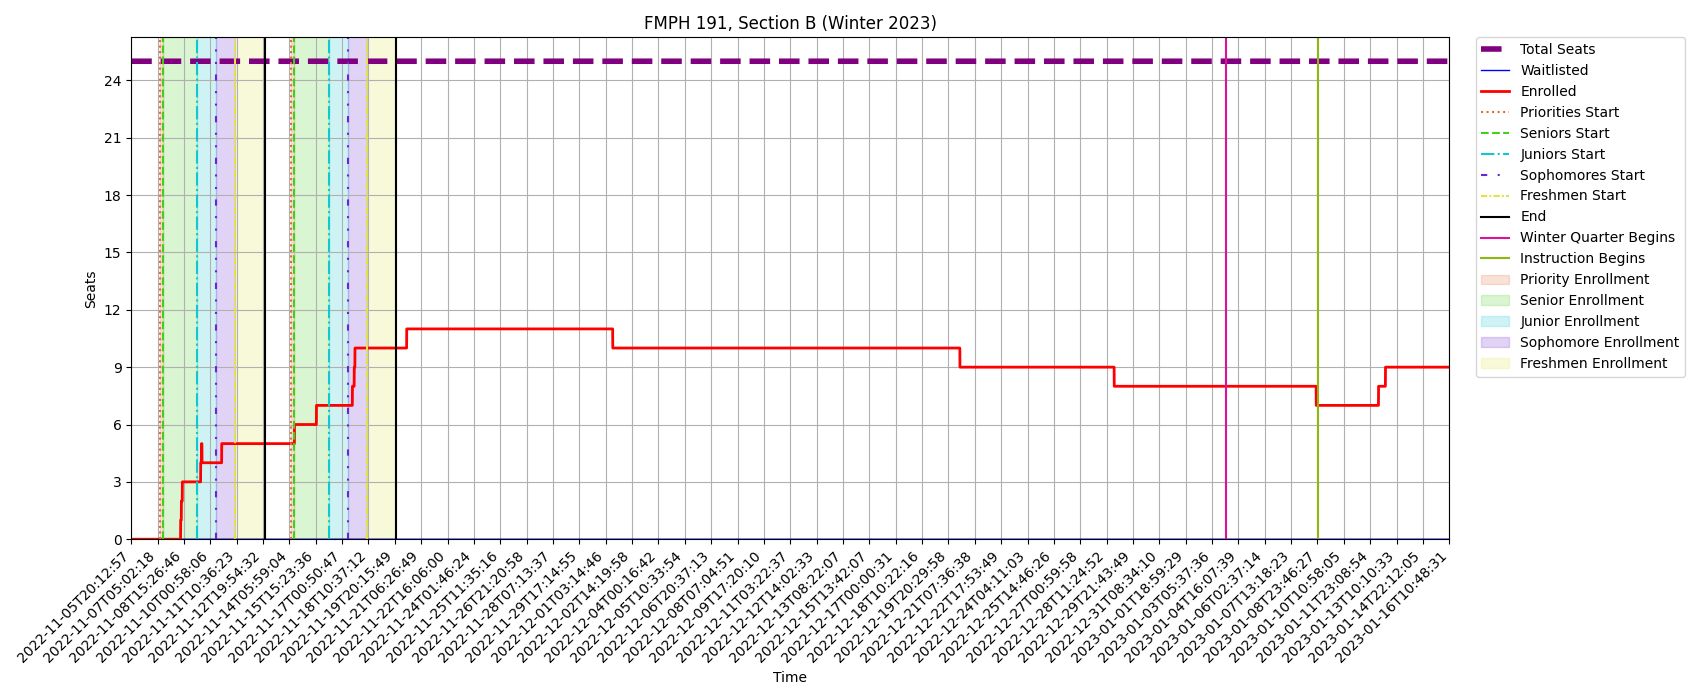 FMPH 191, Section B (Winter 2023)
Seats
24
21
18
15
12
9
6
3
0
2022-11-05T20:12:57
2022-11-07T05:02:18
2022-11-08T15:26:46
2022-11-10T00:58:06
2022-11-11T10:36:23
2022-11-12T19:54:32
2022-11-14T05:59:04
2022-11-15T15:23:36
2022-11-17T00:50:47
2022-11-18T10:37:12
2022-11-19T20:15:49
2022-11-21T06:26:49
2022-11-22T16:06:00
2022-11-24T01:46:24
2022-11-25T11:35:16
2022-11-26T21:20:58
2022-11-28T07:13:37
2022-11-29T17:14:55
2022-12-01T03:14:46
2022-12-02T14:19:58
2022-12-04T00:16:42
2022-12-05T10:33:54
2022-12-06T20:37:13
2022-12-08T07:04:51
2022-12-09T17:20:10
2022-12-11T03:22:37
2022-12-12T14:02:33
2022-12-13T08:22:07
2022-12-15T13:42:07
2022-12-17T00:00:31
2022-12-18T10:22:16
2022-12-19T20:29:58
2022-12-21T07:36:38
2022-12-22T17:53:49
2022-12-24T04:11:03
2022-12-25T14:46:26
2022-12-27T00:59:58
2022-12-28T11:24:52
2022-12-29T21:43:49
2022-12-31T08:34:10
2023-01-01T18:59:29
2023-01-03T05:37:36
2023-01-04T16:07:39
2023-01-06T02:37:14
2023-01-07T13:18:23
2023-01-08T23:46:27
2023-01-10T10:58:05
2023-01-11T23:08:54
2023-01-13T10:10:33
2023-01-14T22:12:05
2023-01-16T10:48:31
Time
Total Seats
Waitlisted
Enrolled
Priorities Start
Seniors Start
Juniors Start
Sophomores Start
Freshmen Start
End
Winter Quarter Begins
Instruction Begins
Priority Enrollment
Senior Enrollment
Junior Enrollment
Sophomore Enrollment
Freshmen Enrollment